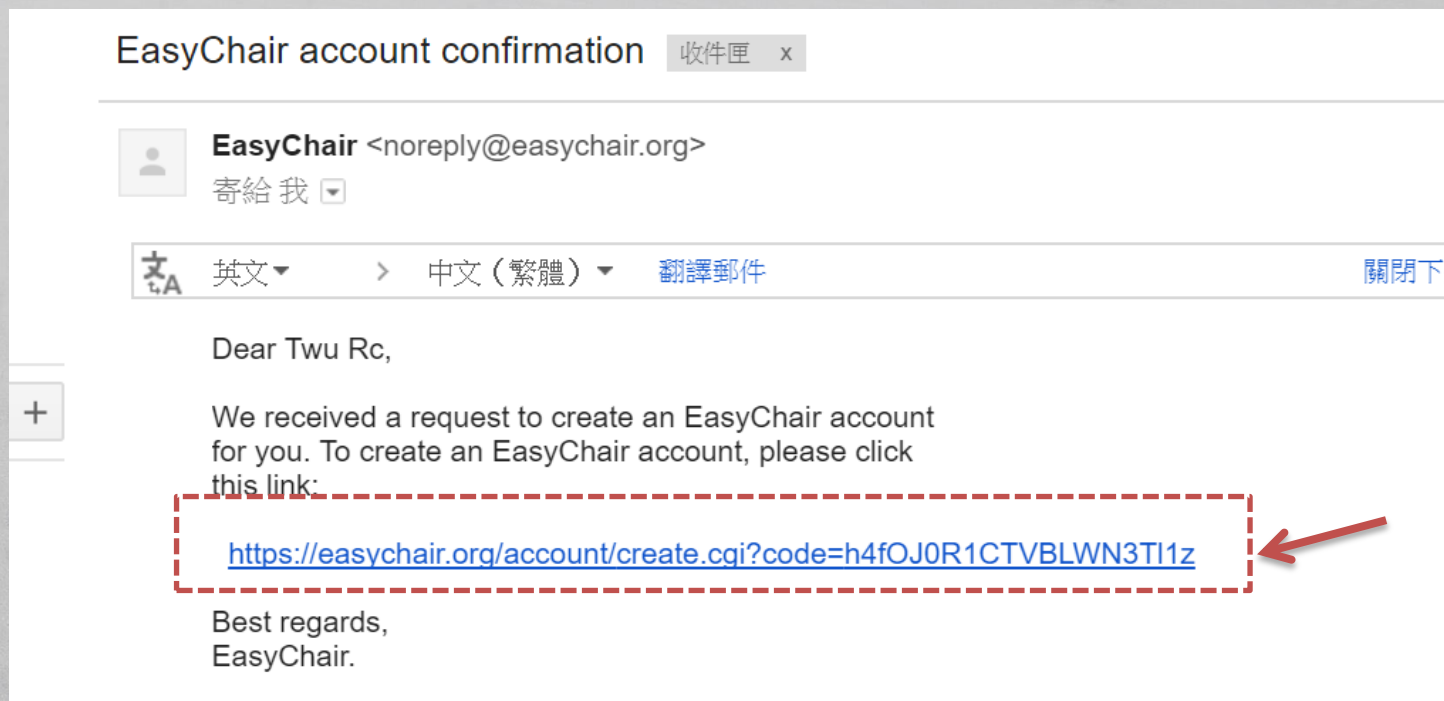 EasyChair account confirmation 收件匣 x
EasyChair <noreply@easychair.org>
寄給 我
英文 > 中文（繁體） 翻譯郵件 關閉下
Dear Twu Rc,
We received a request to create an EasyChair account
for you. To create an EasyChair account, please click
this link:
https://easychair.org/account/create.cgi?code=h4fOJ0R1CTVBLWN3Tl1z
Best regards,
EasyChair.